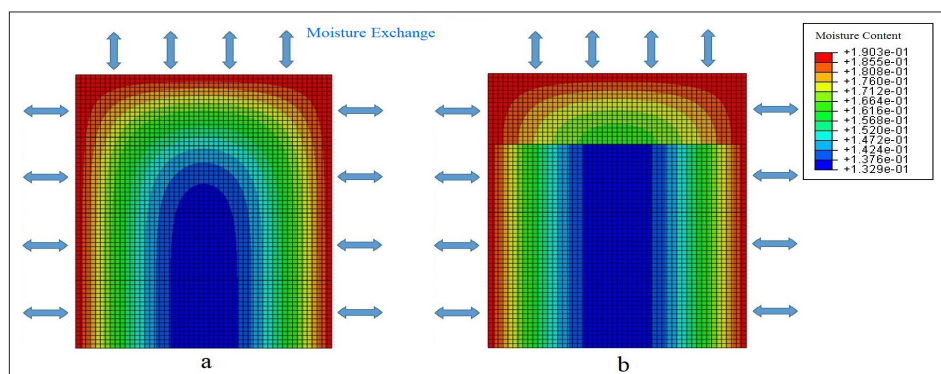 Moisture Exchange
Moisture Content
+1.903e-01
+1.855e-01
+1.808e-01
+1.760e-01
+1.712e-01
+1.664e-01
+1.616e-01
+1.568e-01
+1.520e-01
+1.472e-01
+1.424e-01
+1.376e-01
+1.329e-01
a
b